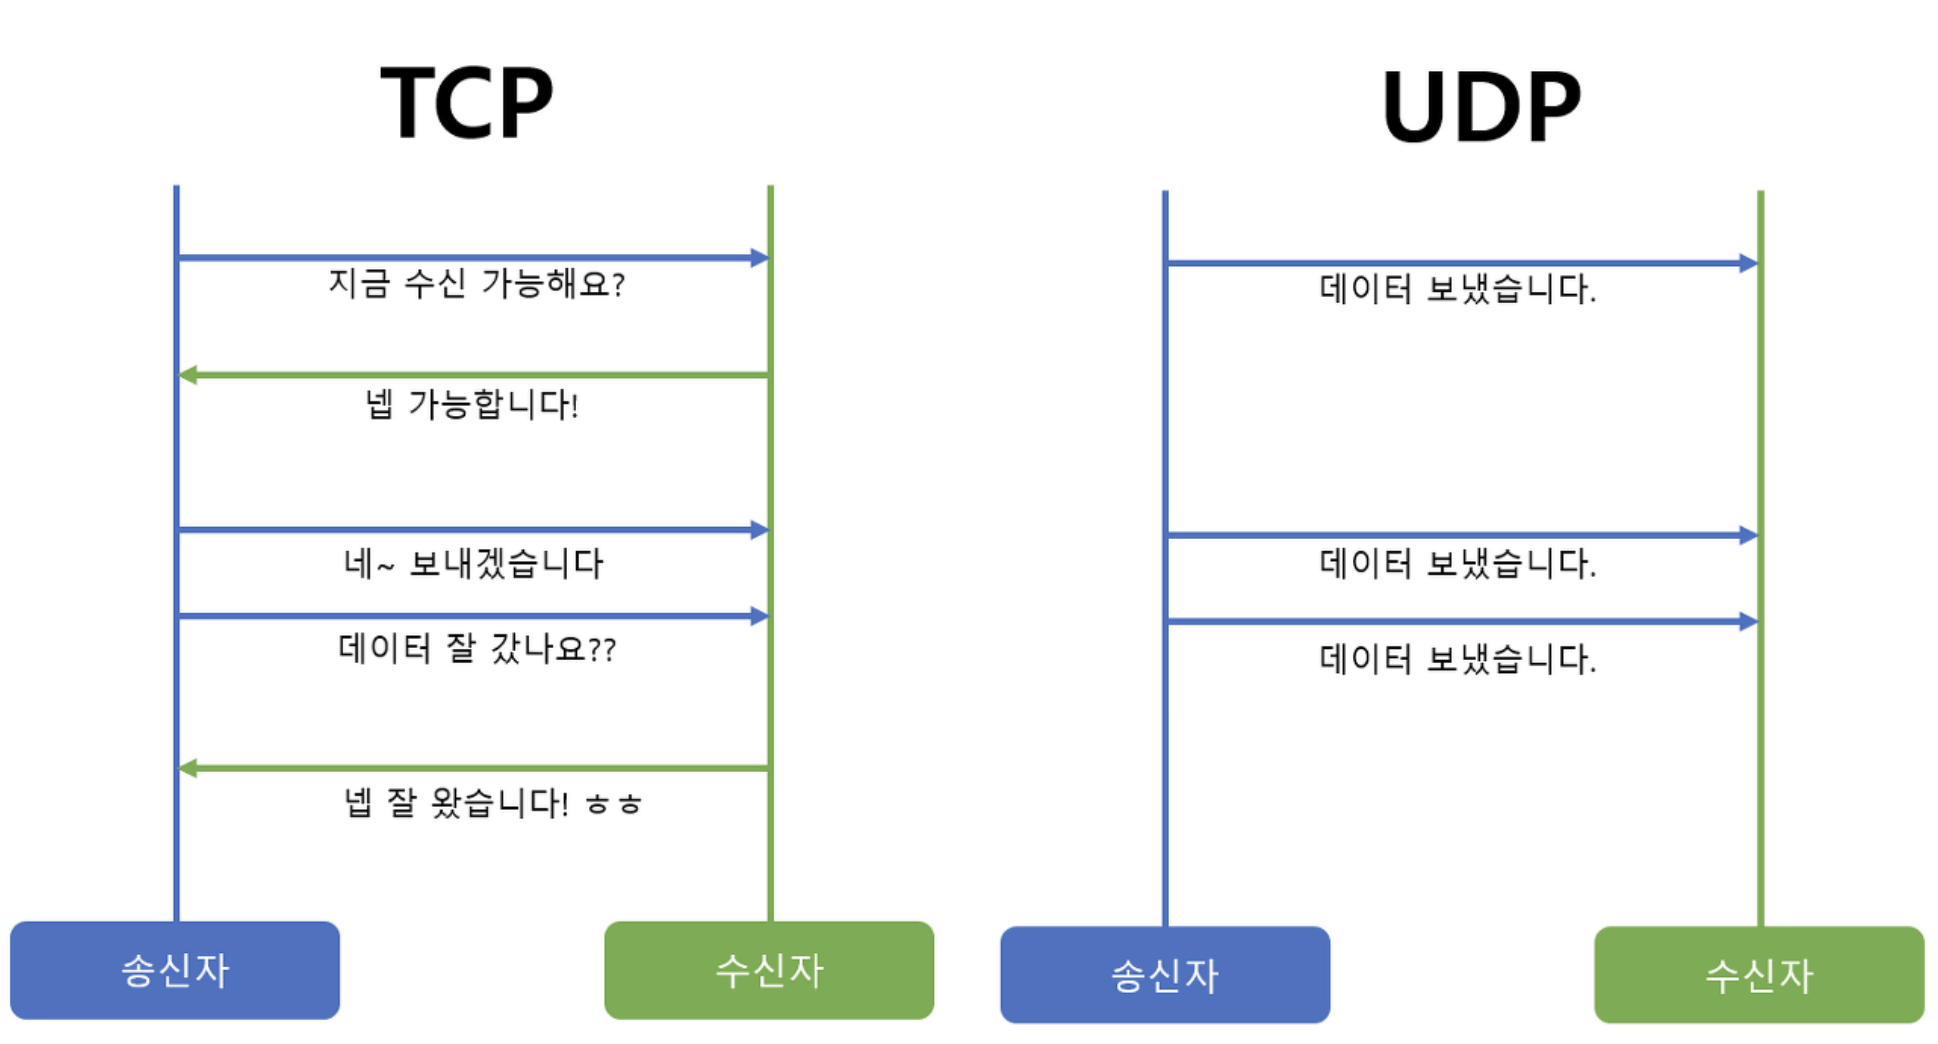 TCP
지금 수신 가능해요?
넵 가능합니다!
네~ 보내겠습니다
데이터 잘 갔나요??
넵 잘 왔습니다! ㅎㅎ
송신자
수신자
UDP
데이터 보냈습니다.
데이터 보냈습니다.
데이터 보냈습니다.
송신자
수신자